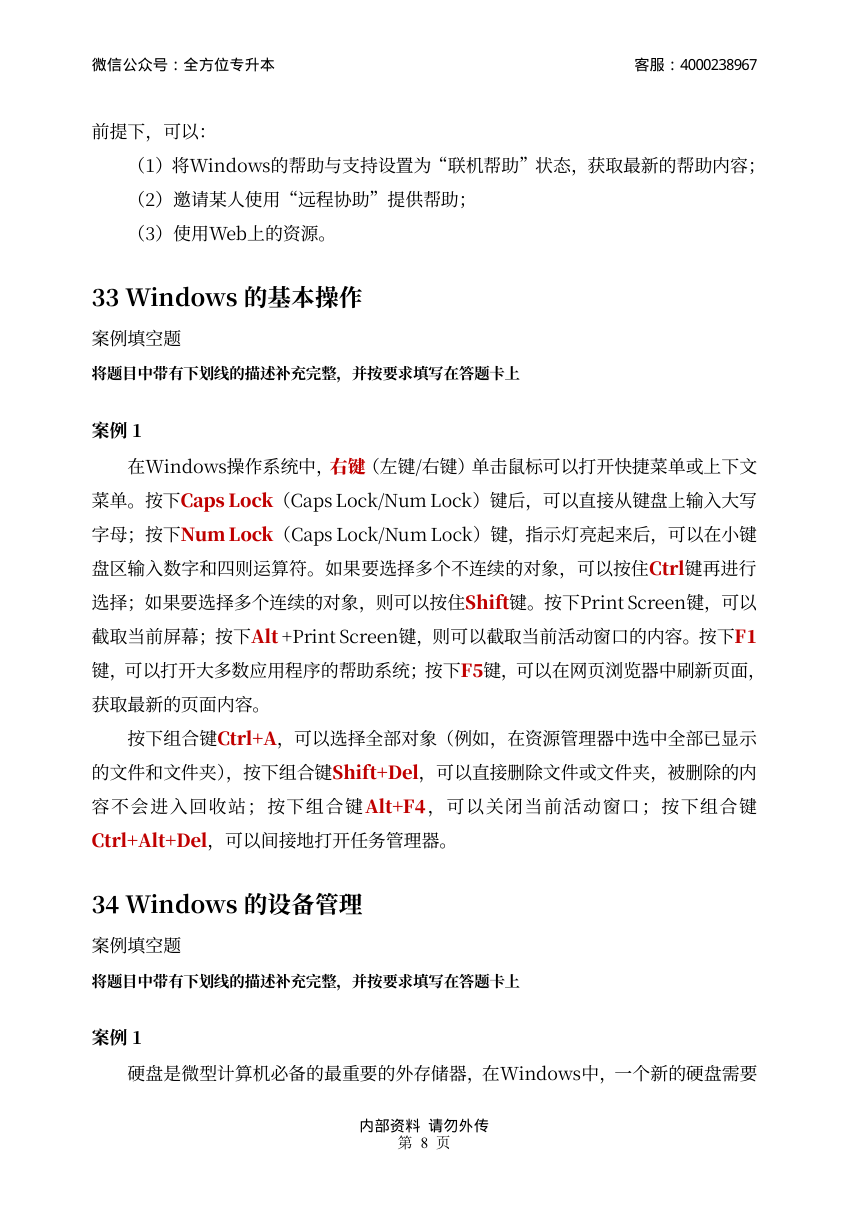 微信公众号：全方位专升本 客服：4000238967
前提下，可以：
（1）将Windows的帮助与支持设置为“联机帮助”状态，获取最新的帮助内容；
（2）邀请某人使用“远程协助”提供帮助；
（3）使用Web上的资源。
33 Windows 的基本操作
案例填空题
将题目中带有下划线的描述补充完整，并按要求填写在答题卡上
案例 1
在Windows操作系统中，右键（左键/右键）单击鼠标可以打开快捷菜单或上下文
菜单。按下Caps Lock（Caps Lock/Num Lock）键后，可以直接从键盘上输入大写
字母；按下Num Lock（Caps Lock/Num Lock）键，指示灯亮起来后，可以在小键
盘区输入数字和四则运算符。如果要选择多个不连续的对象，可以按住Ctrl键再进行
选择；如果要选择多个连续的对象，则可以按住Shift键。按下Print Screen键，可以
截取当前屏幕；按下Alt +Print Screen键，则可以截取当前活动窗口的内容。按下F1
键，可以打开大多数应用程序的帮助系统；按下F5键，可以在网页浏览器中刷新页面，
获取最新的页面内容。
按下组合键Ctrl+A，可以选择全部对象（例如，在资源管理器中选中全部已显示
的文件和文件夹），按下组合键Shift+Del，可以直接删除文件或文件夹，被删除的内
容不会进入回收站；按下组合键Alt+F4，可以关闭当前活动窗口；按下组合键
Ctrl+Alt+Del，可以间接地打开任务管理器。
34 Windows 的设备管理
案例填空题
将题目中带有下划线的描述补充完整，并按要求填写在答题卡上
案例 1
硬盘是微型计算机必备的最重要的外存储器，在Windows中，一个新的硬盘需要
内部资料 请勿外传
第 8 页